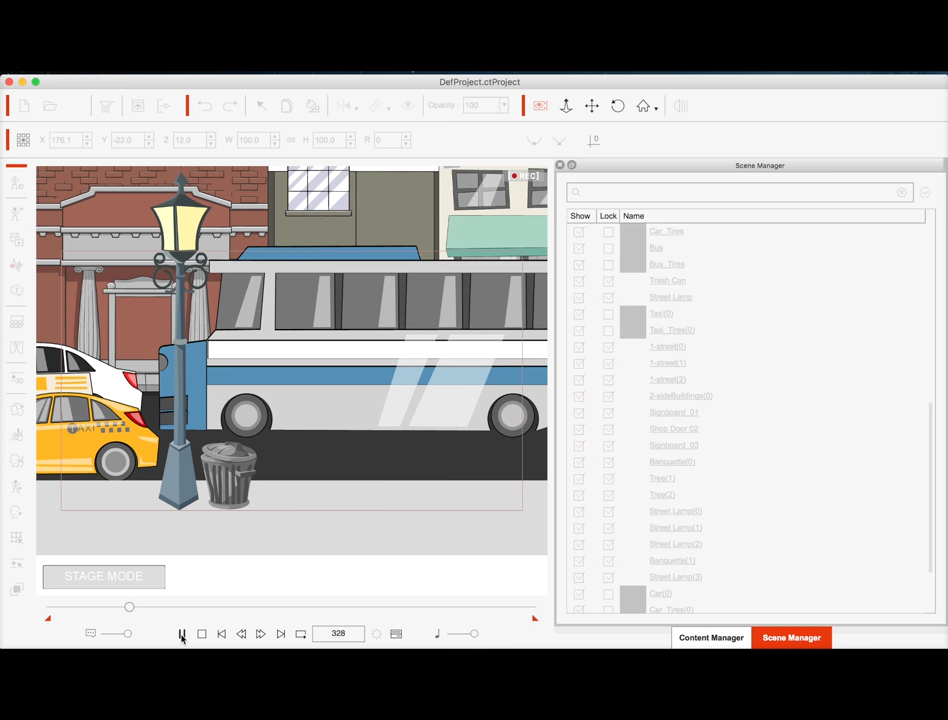 DefProject.ctProject
Opacity : 100
X 176.1 Y -22.0 Z 12.0 W 100.0 H 100.0 R 0
Scene Manager
REC
Show Lock Name
Car_Tires
Bus
Bus_Tires
Trash Can
Street Lamp
Taxi(0)
Taxi_Tires(0)
1-street(0)
1-street(1)
1-street(2)
2-sideBuildings(0)
Signboard_01
Shop Door 02
Signboard_03
Banquette(0)
Tree(1)
Tree(2)
Street Lamp(0)
Street Lamp(1)
Street Lamp(2)
Banquette(1)
Street Lamp(3)
Car(0)
Car_Tires(0)
TAXI
STAGE MODE
328
Content Manager Scene Manager